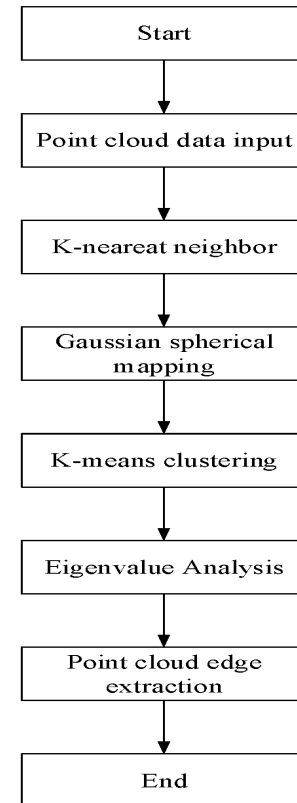 Start
Point cloud data input
K-neareat neighbor
Gaussian spherical
mapping
K-means clustering
Eigenvalue Analysis
Point cloud edge
extraction
End